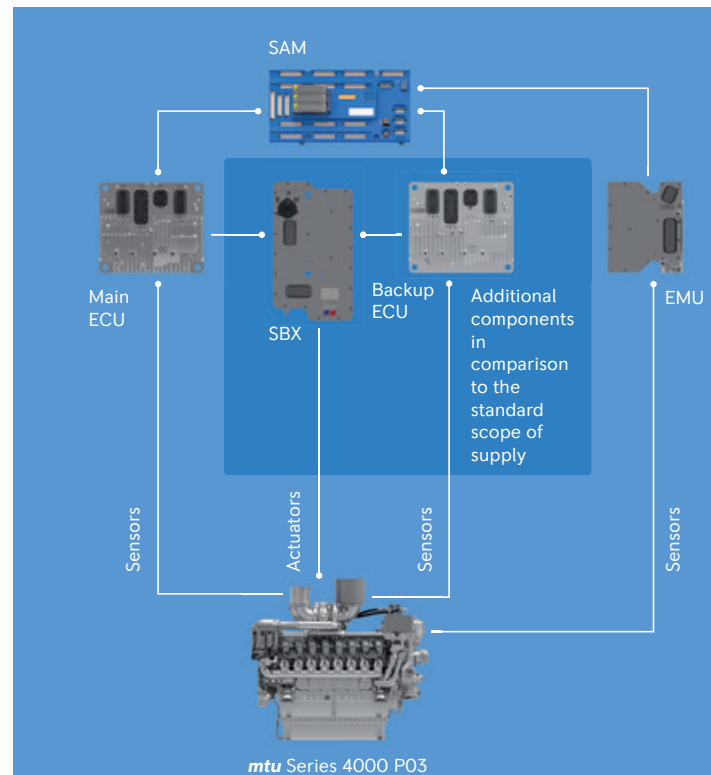 SAM
Main
ECU
SBX
Backup
ECU
Additional
components
in
comparison
to the
standard
scope of
supply
EMU
Sensors
Actuators
Sensors
Sensors
mtu Series 4000 P03